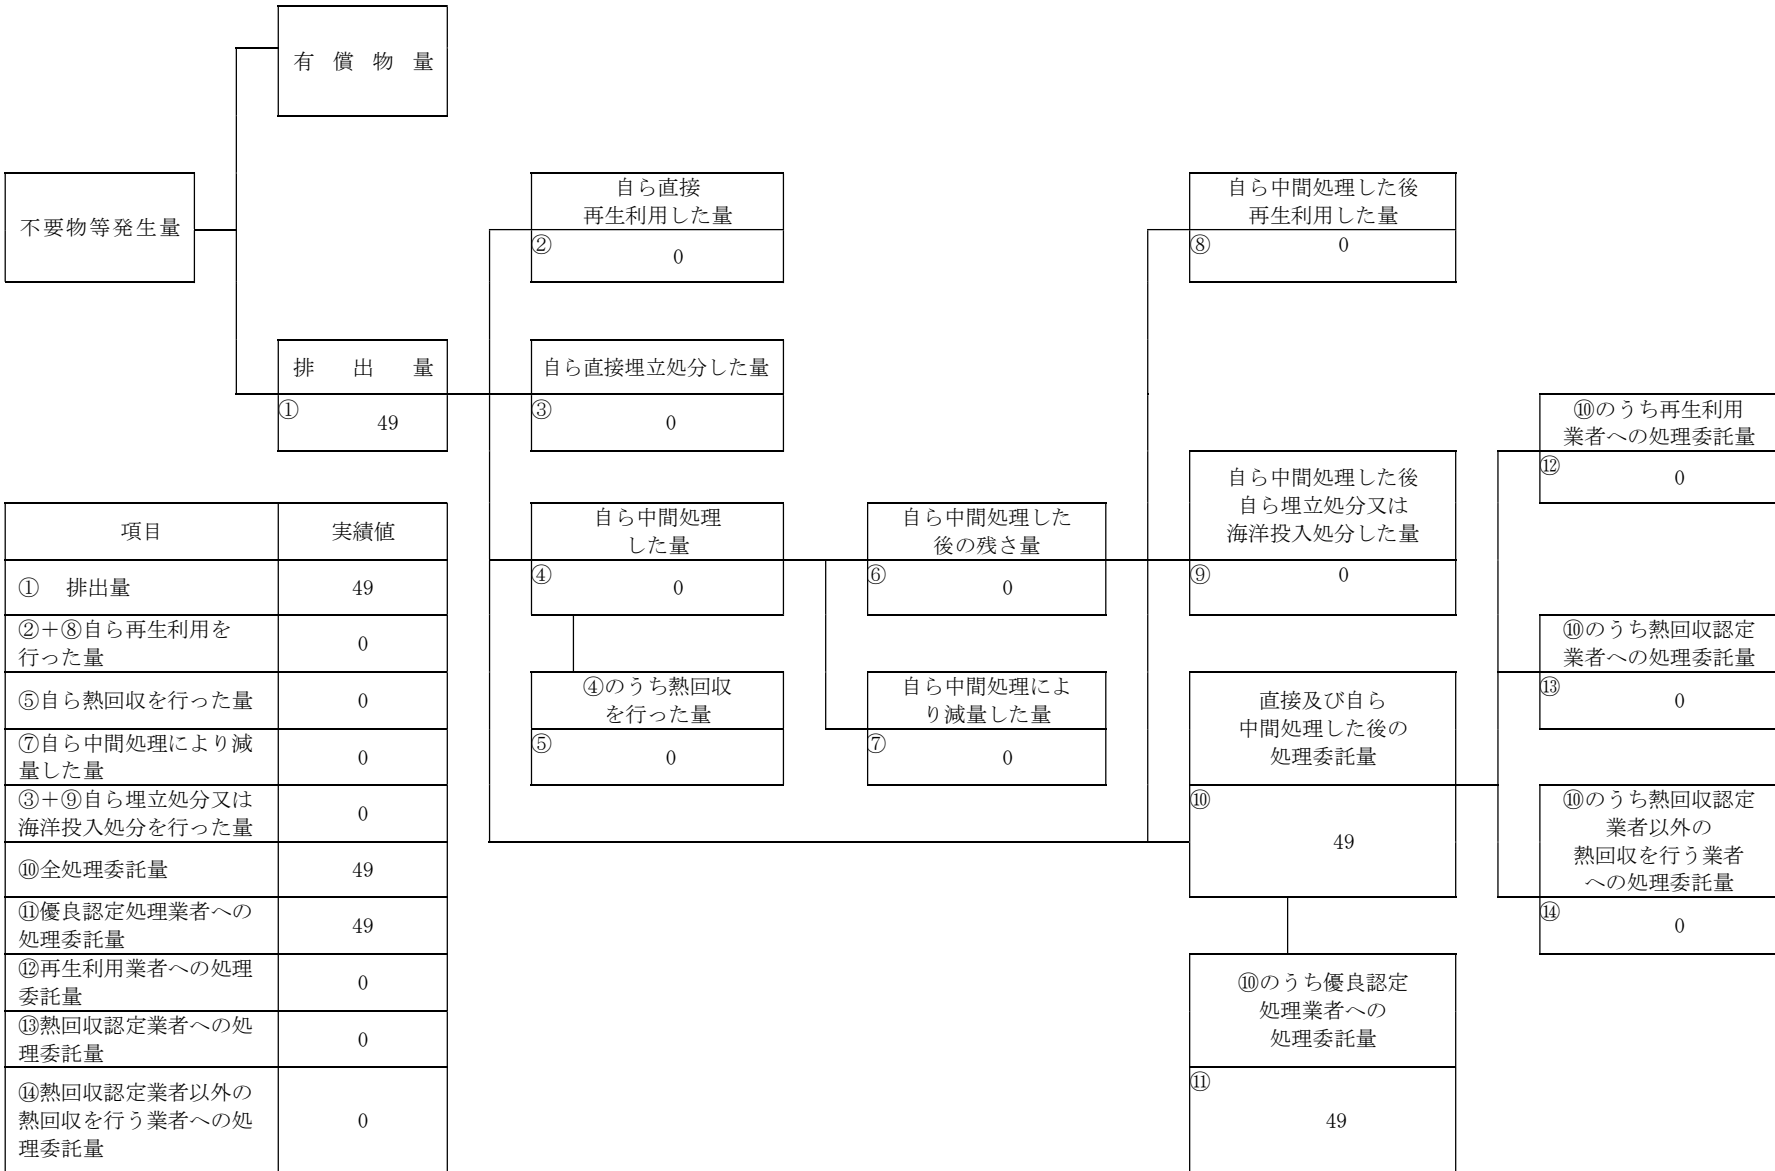 有 償 物 量
不要物等発生量
自ら直接
再生利用した量
②
0
自ら中間処理した後
再生利用した量
⑧
0
排 出 量
①
49
自ら直接埋立処分した量
③
0
⑩のうち再生利用
業者への処理委託量
⑫
0
自ら中間処理
した量
④
0
自ら中間処理した
後の残さ量
⑥
0
自ら中間処理した後
自ら埋立処分又は
海洋投入処分した量
⑨
0
⑩のうち熱回収認定
業者への処理委託量
⑬
0
④のうち熱回収
を行った量
⑤
0
自ら中間処理によ
り減量した量
⑦
0
直接及び自ら
中間処理した後の
処理委託量
⑩
49
⑩のうち熱回収認定
業者以外の
熱回収を行う業者
への処理委託量
⑭
0
⑩のうち優良認定
処理業者への
処理委託量
⑪
49
項目 実績値
① 排出量 49
②＋⑧自ら再生利用を
行った量 0
⑤自ら熱回収を行った量 0
⑦自ら中間処理により減
量した量 0
③＋⑨自ら埋立処分又は
海洋投入処分を行った量 0
⑩全処理委託量 49
⑪優良認定処理業者への
処理委託量 49
⑫再生利用業者への処理
委託量 0
⑬熱回収認定業者への処
理委託量 0
⑭熱回収認定業者以外の
熱回収を行う業者への処
理委託量 0